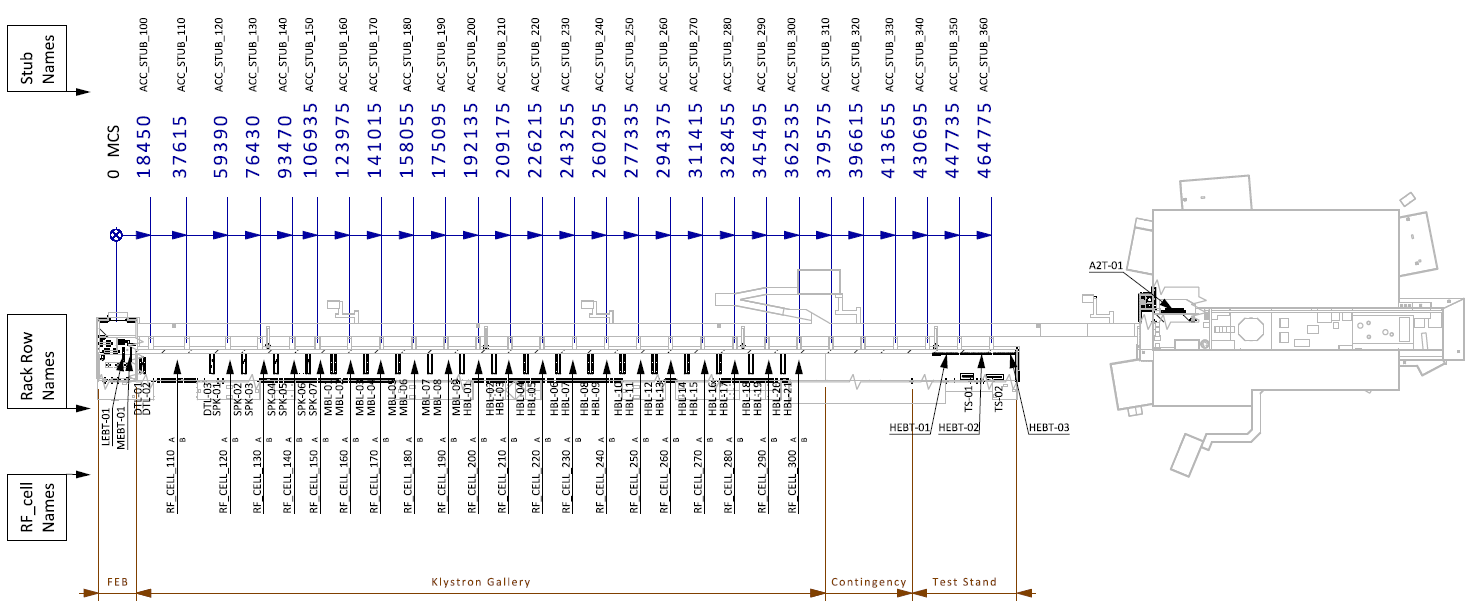 Stub
Names
ACC_STUB_100
ACC_STUB_110
ACC_STUB_120
ACC_STUB_130
ACC_STUB_140
ACC_STUB_150
ACC_STUB_160
ACC_STUB_170
ACC_STUB_180
ACC_STUB_190
ACC_STUB_200
ACC_STUB_210
ACC_STUB_220
ACC_STUB_230
ACC_STUB_240
ACC_STUB_250
ACC_STUB_260
ACC_STUB_270
ACC_STUB_280
ACC_STUB_290
ACC_STUB_300
ACC_STUB_310
ACC_STUB_320
ACC_STUB_330
ACC_STUB_340
ACC_STUB_350
ACC_STUB_360
0 MCS
18450
37615
59390
76430
93470
106935
123975
141015
158055
175095
192135
209175
226215
243255
260295
277335
294375
311415
328455
345495
362535
379575
396615
413655
430695
447735
464775
A2T-01
Rack Row
Names
LEBT-01
MEBT-01
DTL-01
DTL-02
DTL-03
SPK-01
SPK-02
SPK-03
SPK-04
SPK-05
SPK-06
SPK-07
MBL-01
MBL-02
MBL-03
MBL-04
MBL-05
MBL-06
MBL-07
MBL-08
MBL-09
HBL-01
HBL-02
HBL-03
HBL-04
HBL-05
HBL-06
HBL-07
HBL-08
HBL-09
HBL-10
HBL-11
HBL-12
HBL-13
HBL-14
HBL-15
HBL-16
HBL-17
HBL-18
HBL-19
HBL-20
HBL-21
HEBT-01
TS-01
HEBT-02
TS-02
HEBT-03
RF_cell
Names
RF_CELL_110 A
B
RF_CELL_120 A
B
RF_CELL_130 A
B
RF_CELL_140 A
B
RF_CELL_150 A
B
RF_CELL_160 A
B
RF_CELL_170 A
B
RF_CELL_180 A
B
RF_CELL_190 A
B
RF_CELL_200 A
B
RF_CELL_210 A
B
RF_CELL_220 A
B
RF_CELL_230 A
B
RF_CELL_240 A
B
RF_CELL_250 A
B
RF_CELL_260 A
B
RF_CELL_270 A
B
RF_CELL_280 A
B
RF_CELL_290 A
B
RF_CELL_300 A
B
FEB
Klystron Gallery
Contingency
Test Stand